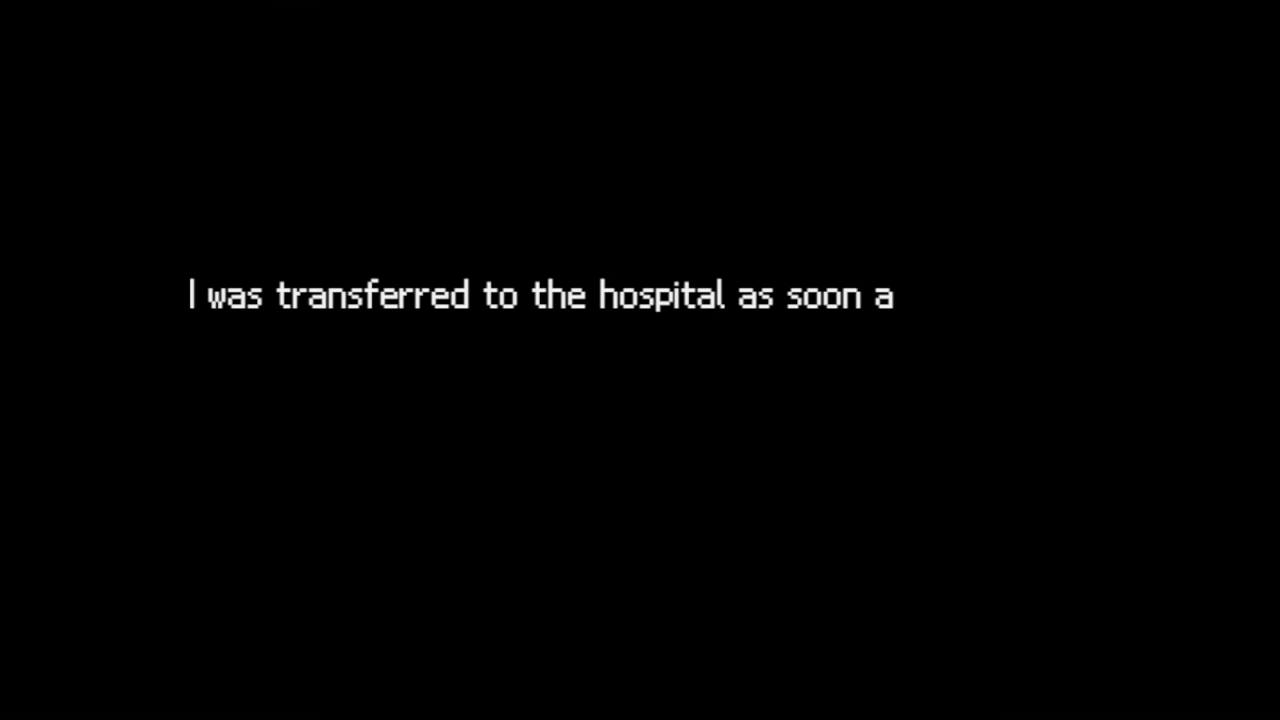 I was transferred to the hospital as soon a